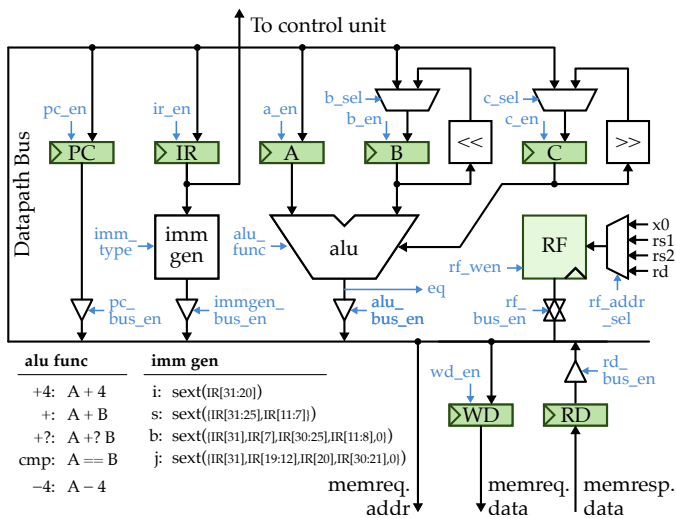 To control unit
pc_en
ir_en
a_en
b_sel
b_en
c_sel
c_en
PC
IR
A
B
<<
C
>>
Datapath Bus
imm_
type
imm
gen
alu_
func
alu
RF
rf_wen
x0
rs1
rs2
rd
rf_addr
_sel
pc_
bus_en
immgen_
bus_en
eq
alu_
bus_en
rf_
bus_en
alu func
+4: A + 4
+: A + B
+?: A +? B
cmp: A == B
−4: A − 4
imm gen
i: sext(IR[31:20])
s: sext({IR[31:25],IR[11:7]})
b: sext({IR[31],IR[7],IR[30:25],IR[11:8],0})
j: sext({IR[31],IR[19:12],IR[20],IR[30:21],0})
wd_en
WD
rd_
bus_en
RD
memreq.
addr
memreq.
data
memresp.
data